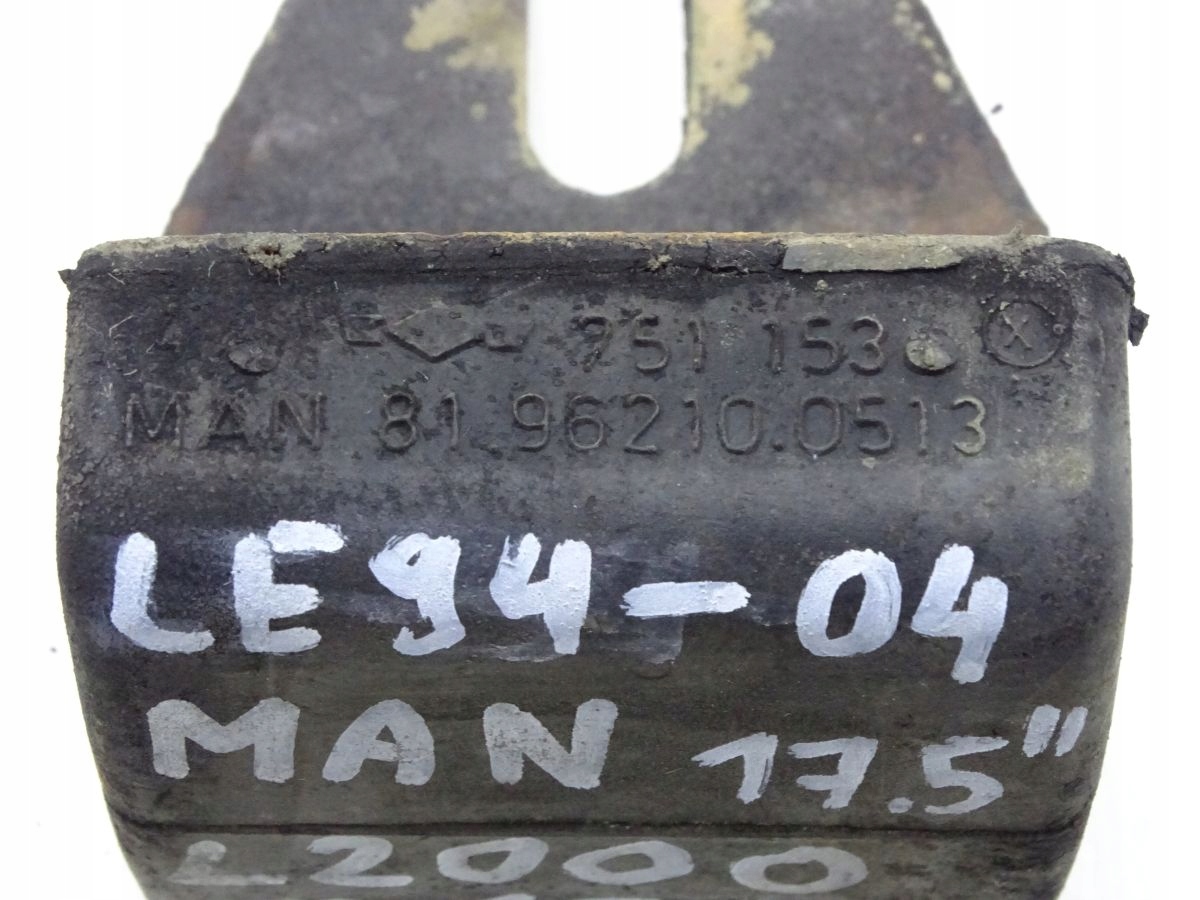 751 153 X
MAN 81.96210.0513
LE94-04
MAN 17.5"
L2000